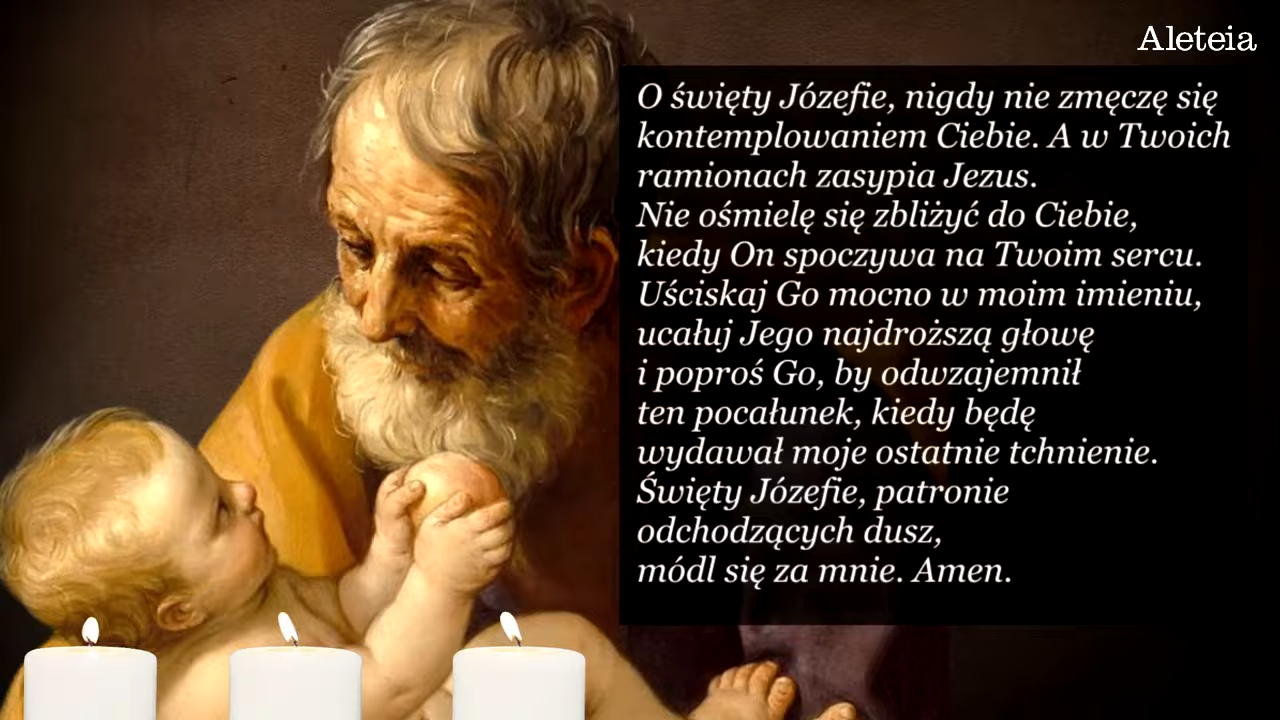 Aleteia
O święty Józefie, nigdy nie zmęczę się
kontemplowaniem Ciebie. A w Twoich
ramionach zasypia Jezus.
Nie ośmielę się zbliżyć do Ciebie,
kiedy On spoczywa na Twoim sercu.
Uściskaj Go mocno w moim imieniu,
ucałuj Jego najdroższą głowę
i poproś Go, by odwzajemnił
ten pocałunek, kiedy będę
wydawał moje ostatnie tchnienie.
Święty Józefie, patronie
odchodzących dusz,
módl się za mnie. Amen.